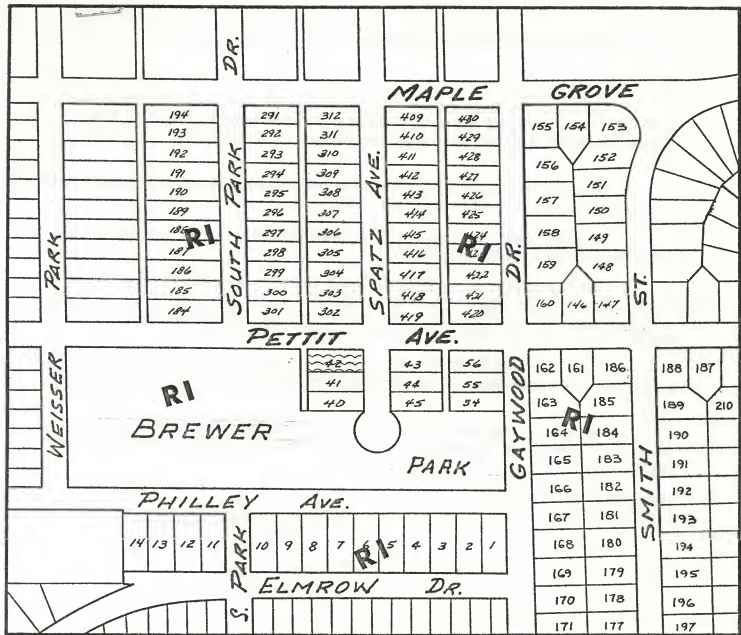 DR.
MAPLE GROVE
194 291 312 409 430 155 154 153
193 292 311 410 429
192 293 310 411 428 156 152
191 294 309 412 427 151
190 295 308 413 426 157
189 296 307 414 425 150
297 306 415 424 158 149
187 298 305 416
186 299 304 417 422 159 148
185 300 303 418 421
184 301 302 419 420 160 146 147
RI
RI
PARK
SOUTH PARK
SPATZ AVE.
DR.
ST.
PETTIT AVE.
42 43 56 162 161 186 188 187
41 44 55 163 185 189 210
40 45 54 164 184 190
RI
RI
WEISSER
BREWER
PARK
GAYWOOD
SMITH
165 183 191
166 182 192
PHILLEY AVE.
167 181 193
14 13 12 11 10 9 8 7 6 5 4 3 2 1 168 180 194
RI
169 179 195
S. PARK
ELMROW DR.
170 178 196
171 177 197